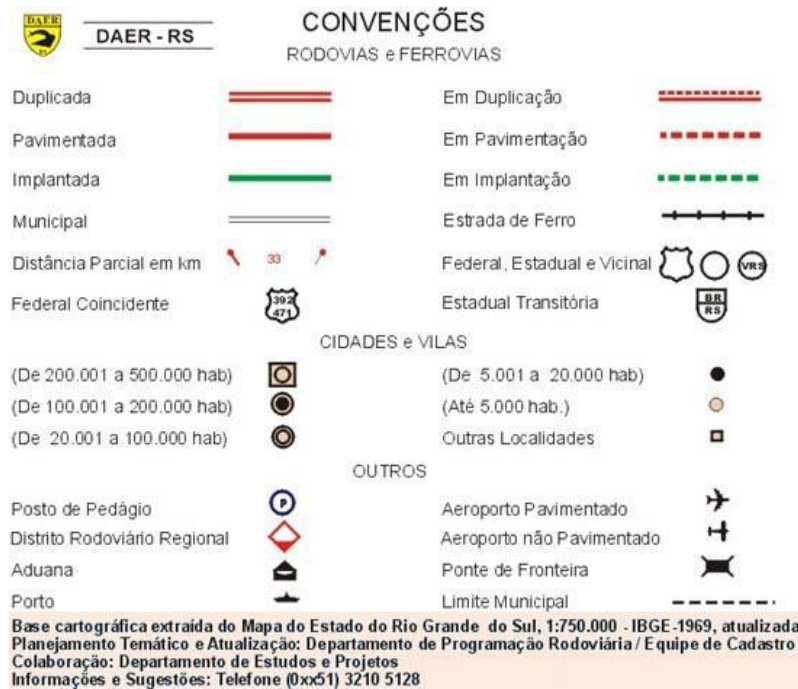 DAER
RS
DAER - RS
CONVENÇÕES
RODOVIAS e FERROVIAS
Duplicada
Em Duplicação
Pavimentada
Em Pavimentação
Implantada
Em Implantação
Municipal
Estrada de Ferro
Distância Parcial em km
33
Federal, Estadual e Vicinal
VRS
Federal Coincidente
392
471
Estadual Transitória
BR
RS
CIDADES e VILAS
(De 200.001 a 500.000 hab)
(De 5.001 a 20.000 hab)
(De 100.001 a 200.000 hab)
(Até 5.000 hab.)
(De 20.001 a 100.000 hab)
Outras Localidades
OUTROS
Posto de Pedágio
P
Aeroporto Pavimentado
Distrito Rodoviário Regional
Aeroporto não Pavimentado
Aduana
Ponte de Fronteira
Porto
Limite Municipal
Base cartográfica extraída do Mapa do Estado do Rio Grande do Sul, 1:750.000 - IBGE-1969, atualizada
Planejamento Temático e Atualização: Departamento de Programação Rodoviária / Equipe de Cadastro
Colaboração: Departamento de Estudos e Projetos
Informações e Sugestões: Telefone (0xx51) 3210 5128